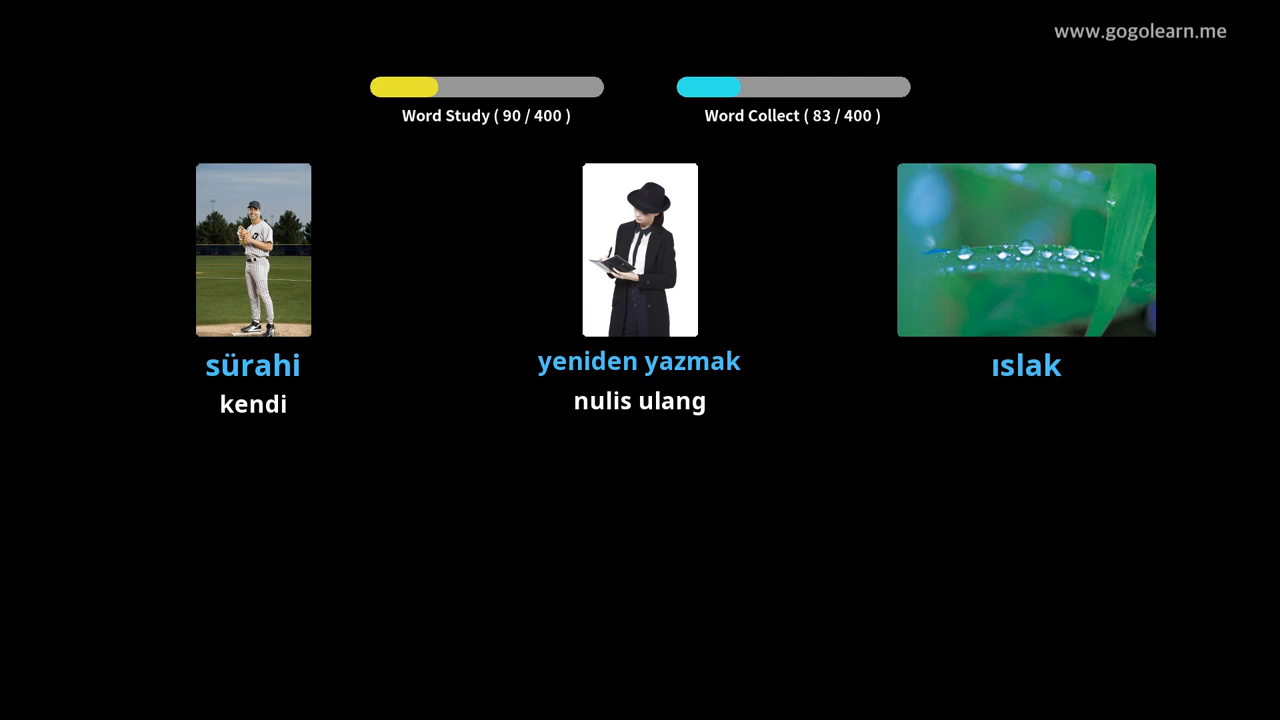 www.gogolearn.me
Word Study ( 90 / 400 )
Word Collect ( 83 / 400 )
sürahi
kendi
yeniden yazmak
nulis ulang
ıslak